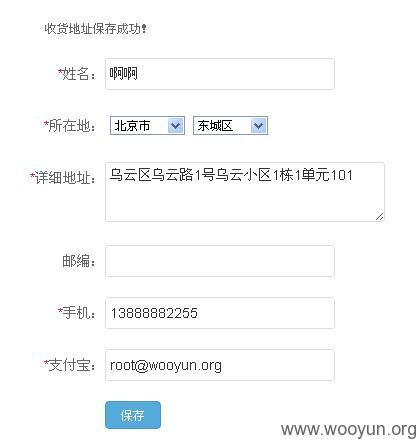 收货地址保存成功!
*姓名： 啊啊
*所在地： 北京市 东城区
*详细地址： 乌云区乌云路1号乌云小区1栋1单元101
邮编：
*手机： 13888882255
*支付宝： root@wooyun.org
保存
www.wooyun.org